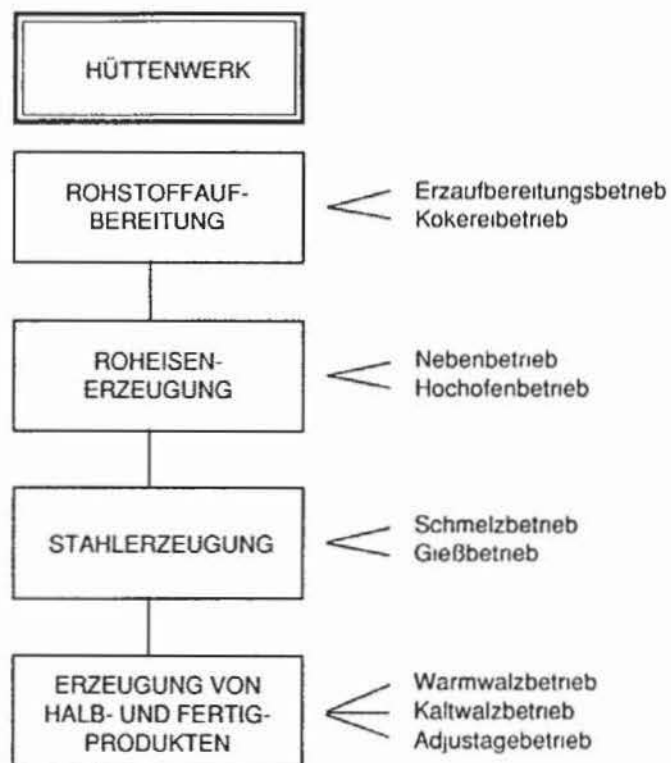 HÜTTENWERK
ROHSTOFFAUF-
BEREITUNG
Erzaufbereitungsbetrieb
Kokereibetrieb
ROHEISEN-
ERZEUGUNG
Nebenbetrieb
Hochofenbetrieb
STAHLERZEUGUNG
Schmelzbetrieb
Gießbetrieb
ERZEUGUNG VON
HALB- UND FERTIG-
PRODUKTEN
Warmwalzbetrieb
Kaltwalzbetrieb
Adjustagebetrieb